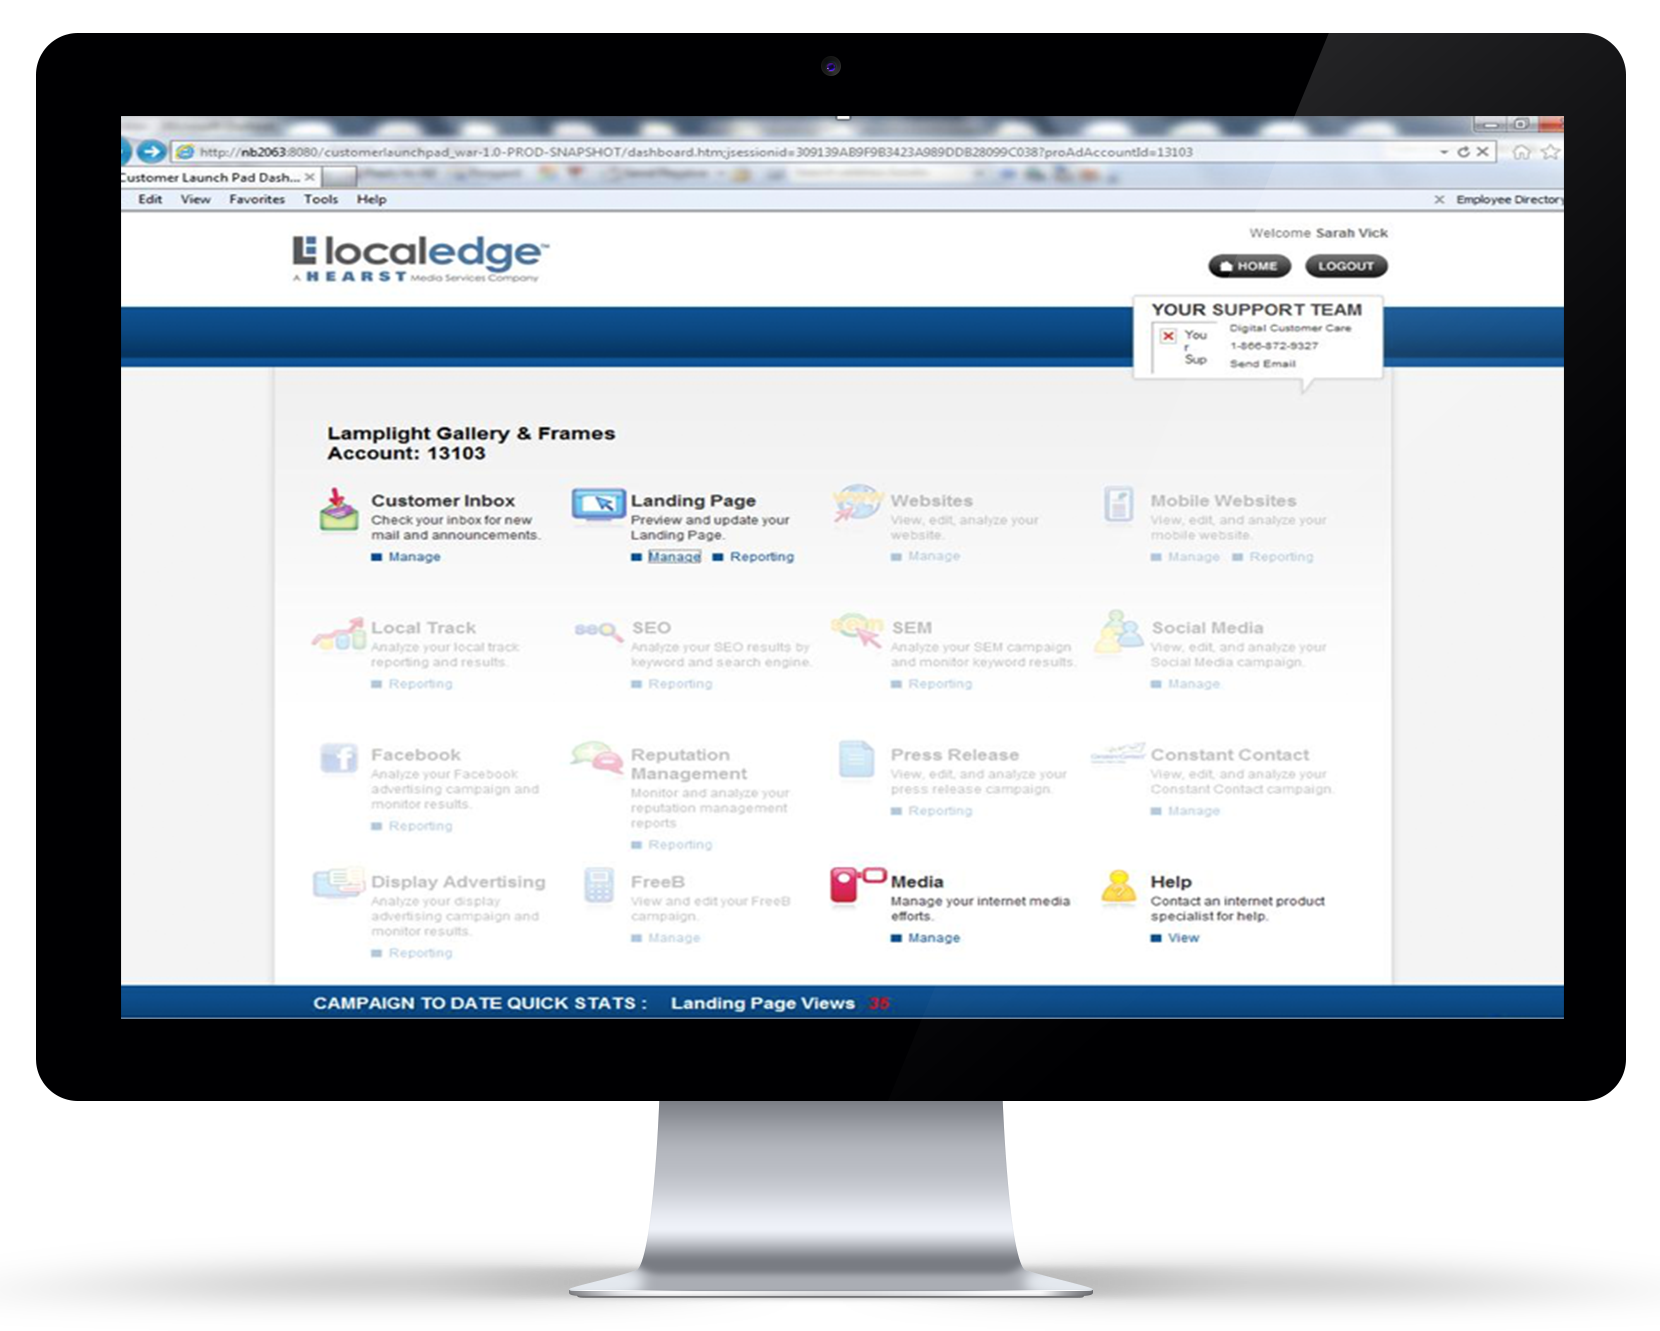 http://nb2063:8080/customerlaunchpad_war-1.0-PROD-SNAPSHOT/dashboard.htm;jsessionid=309139AB9F9B3423A989DDB28099C038?proAdAccountId=13103
Customer Launch Pad Dash...
Edit View Favorites Tools Help
Employee Directory
localedge™
A HEARST Media Services Company
Welcome Sarah Vick
HOME LOGOUT
YOUR SUPPORT TEAM
You
r
Sup
Digital Customer Care
1-866-872-9327
Send Email
Lamplight Gallery & Frames
Account: 13103
Customer Inbox
Check your inbox for new
mail and announcements.
Manage
Landing Page
Preview and update your
Landing Page.
Manage Reporting
Websites
View, edit, analyze your
website.
Manage
Mobile Websites
View, edit, and analyze your
mobile website.
Manage Reporting
Local Track
Analyze your local track
reporting and results.
Reporting
seo
SEO
Analyze your SEO results by
keyword and search engine.
Reporting
sem
SEM
Analyze your SEM campaign
and monitor keyword results.
Reporting
Social Media
View, edit, and analyze your
Social Media campaign.
Manage
Facebook
Analyze your Facebook
advertising campaign and
monitor results.
Reporting
Reputation
Management
Monitor and analyze your
reputation management
reports
Reporting
Press Release
View, edit, and analyze your
press release campaign.
Reporting
Constant Contact
View, edit, and analyze your
Constant Contact campaign.
Manage
Display Advertising
Analyze your display
advertising campaign and
monitor results.
Reporting
FreeB
View and edit your FreeB
campaign.
Manage
Media
Manage your internet media
efforts.
Manage
Help
Contact an internet product
specialist for help.
View
CAMPAIGN TO DATE QUICK STATS : Landing Page Views 35